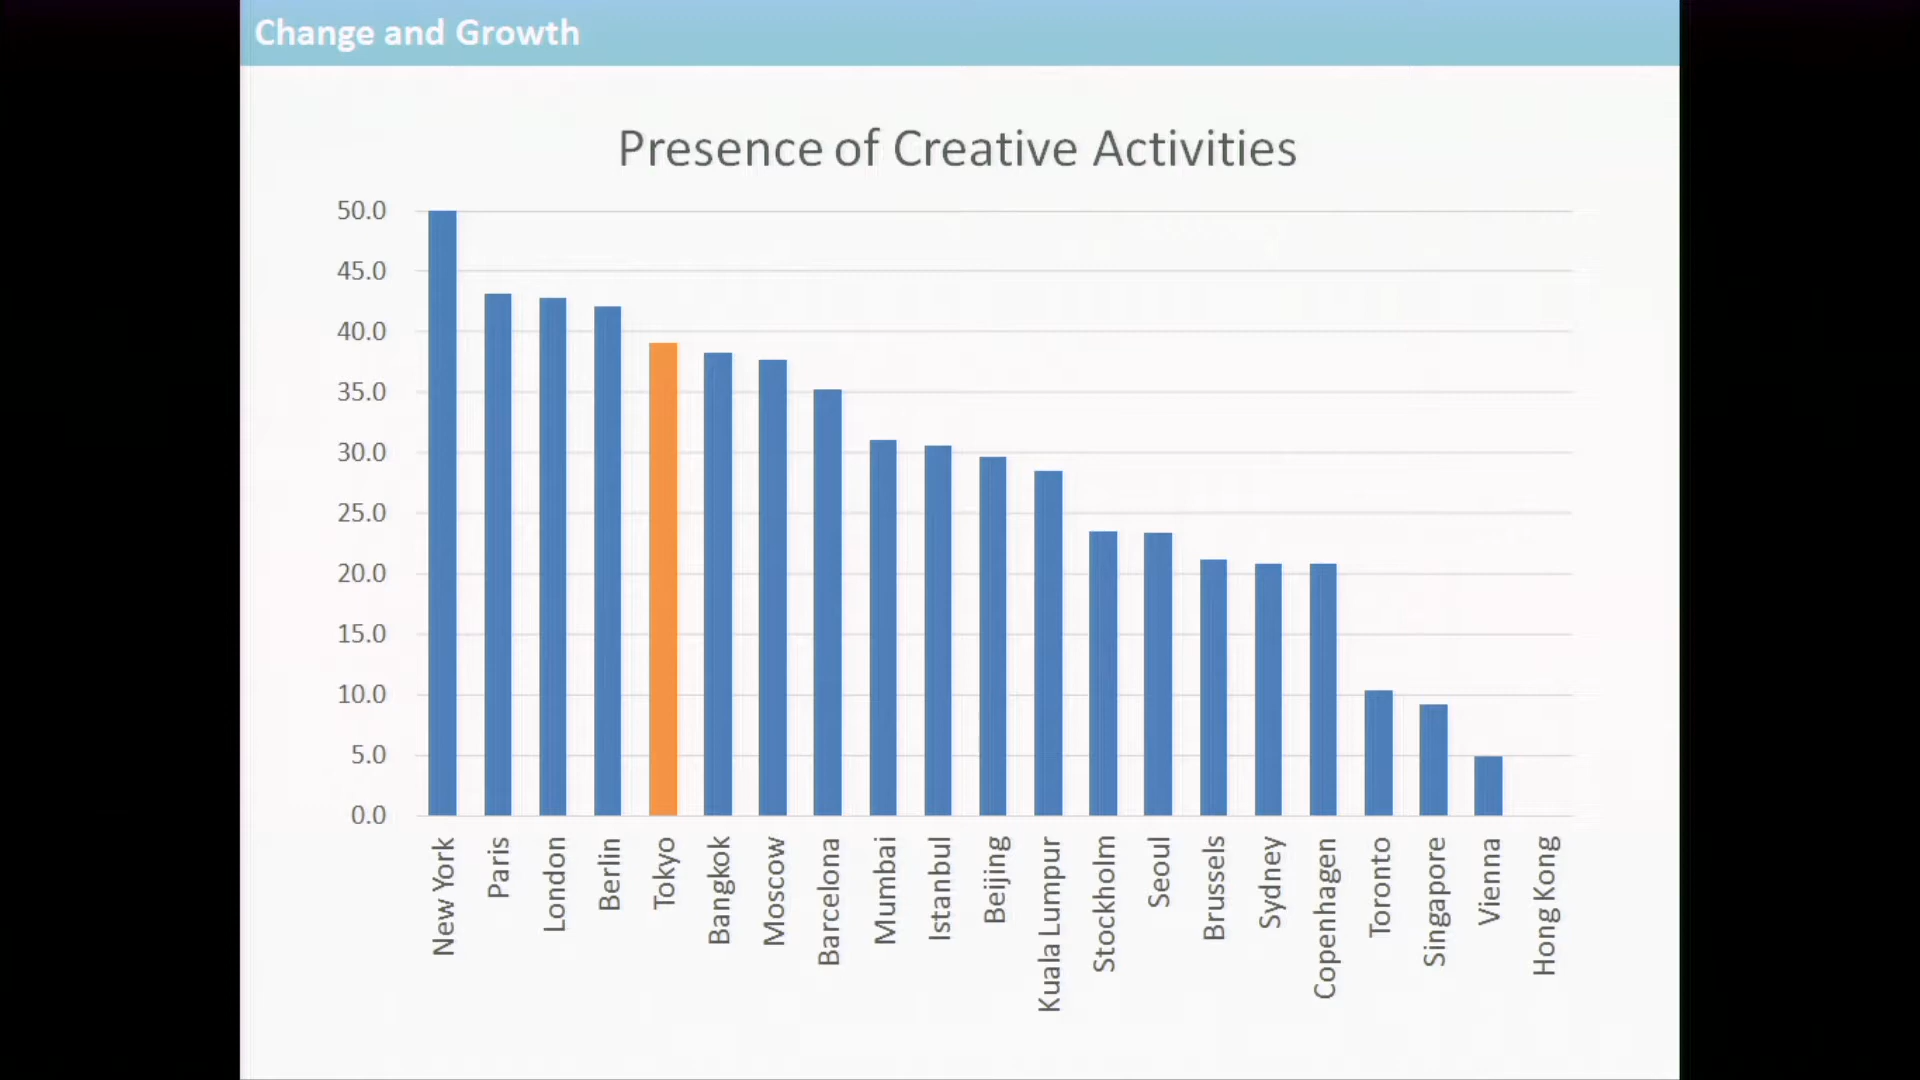 Change and Growth
Presence of Creative Activities
50.0
45.0
40.0
35.0
30.0
25.0
20.0
15.0
10.0
5.0
0.0
New York
Paris
London
Berlin
Tokyo
Bangkok
Moscow
Barcelona
Mumbai
Istanbul
Beijing
Kuala Lumpur
Stockholm
Seoul
Brussels
Sydney
Copenhagen
Toronto
Singapore
Vienna
Hong Kong